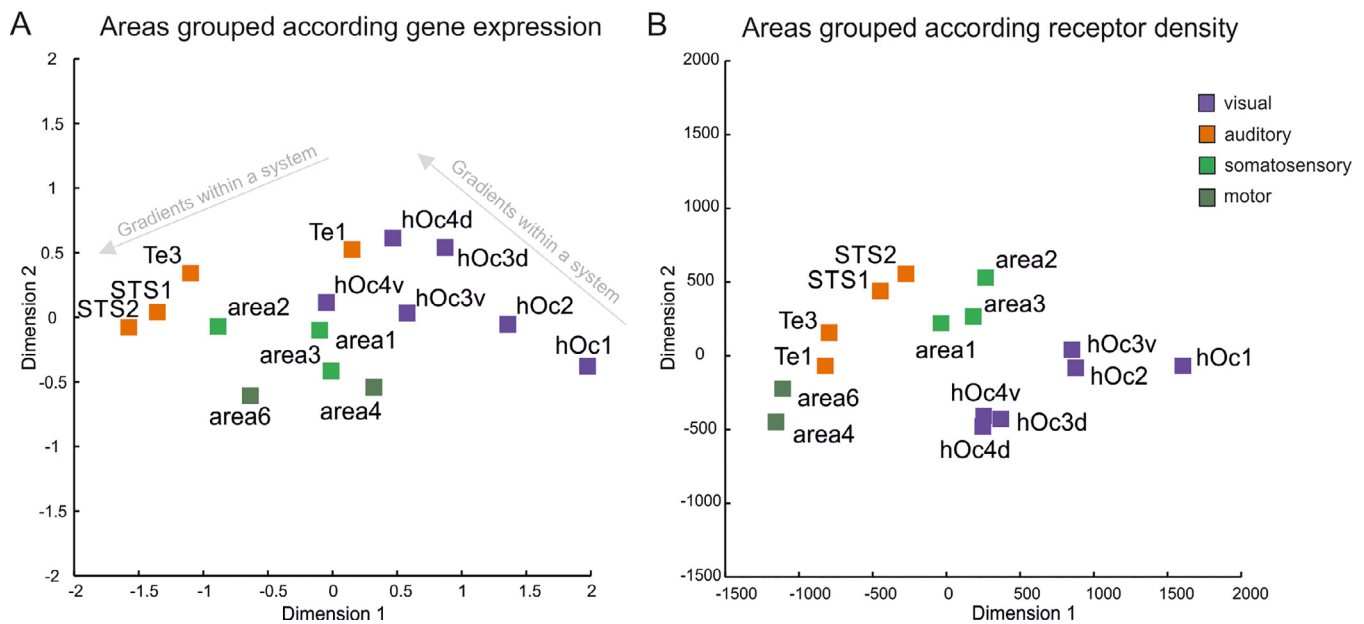 A
Areas grouped according gene expression
2
1.5
1
0.5
0
-0.5
-1
-1.5
-2
Dimension 2
-2
-1.5
-1
-0.5
0
0.5
1
1.5
2
Dimension 1
Gradients within a system
Gradients within a system
hOc4d
Te1
hOc3d
Te3
hOc4v
hOc3v
STS1
STS2
area2
hOc2
area1
area3
hOc1
area6
area4
B
Areas grouped according receptor density
2000
1500
1000
500
0
-500
-1000
-1500
Dimension 2
-1500
-1000
-500
0
500
1000
1500
2000
Dimension 1
visual
auditory
somatosensory
motor
STS2
STS1
area2
area3
Te3
area1
Te1
hOc3v
hOc1
hOc2
area6
hOc4v
area4
hOc3d
hOc4d